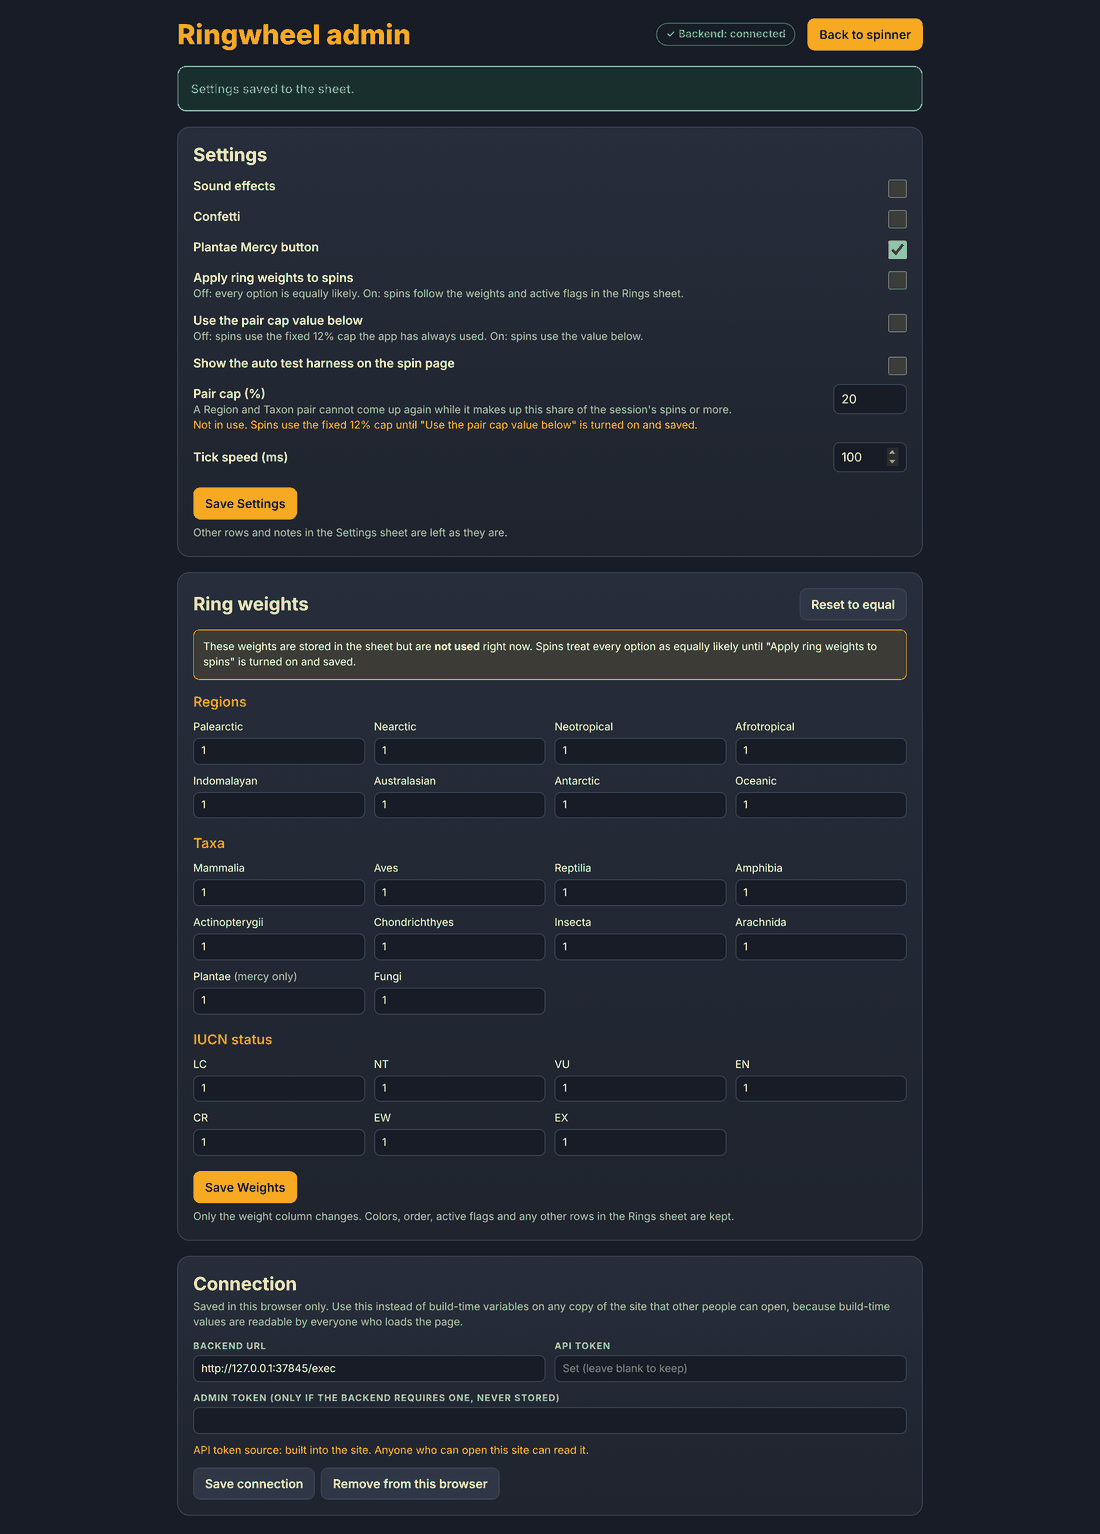 Ringwheel admin
✓ Backend: connected
Back to spinner
Settings saved to the sheet.
Settings
Sound effects
Confetti
Plantae Mercy button
Apply ring weights to spins
Off: every option is equally likely. On: spins follow the weights and active flags in the Rings sheet.
Use the pair cap value below
Off: spins use the fixed 12% cap the app has always used. On: spins use the value below.
Show the auto test harness on the spin page
Pair cap (%)
20
A Region and Taxon pair cannot come up again while it makes up this share of the session's spins or more.
Not in use. Spins use the fixed 12% cap until "Use the pair cap value below" is turned on and saved.
Tick speed (ms)
100
Save Settings
Other rows and notes in the Settings sheet are left as they are.
Ring weights
Reset to equal
These weights are stored in the sheet but are not used right now. Spins treat every option as equally likely until "Apply ring weights to
spins" is turned on and saved.
Regions
Palearctic Nearctic Neotropical Afrotropical
1 1 1 1
Indomalayan Australasian Antarctic Oceanic
1 1 1 1
Taxa
Mammalia Aves Reptilia Amphibia
1 1 1 1
Actinopterygii Chondrichthyes Insecta Arachnida
1 1 1 1
Plantae (mercy only) Fungi
1 1
IUCN status
LC NT VU EN
1 1 1 1
CR EW EX
1 1 1
Save Weights
Only the weight column changes. Colors, order, active flags and any other rows in the Rings sheet are kept.
Connection
Saved in this browser only. Use this instead of build-time variables on any copy of the site that other people can open, because build-time
values are readable by everyone who loads the page.
BACKEND URL API TOKEN
http://127.0.0.1:37845/exec Set (leave blank to keep)
ADMIN TOKEN (ONLY IF THE BACKEND REQUIRES ONE, NEVER STORED)
API token source: built into the site. Anyone who can open this site can read it.
Save connection
Remove from this browser